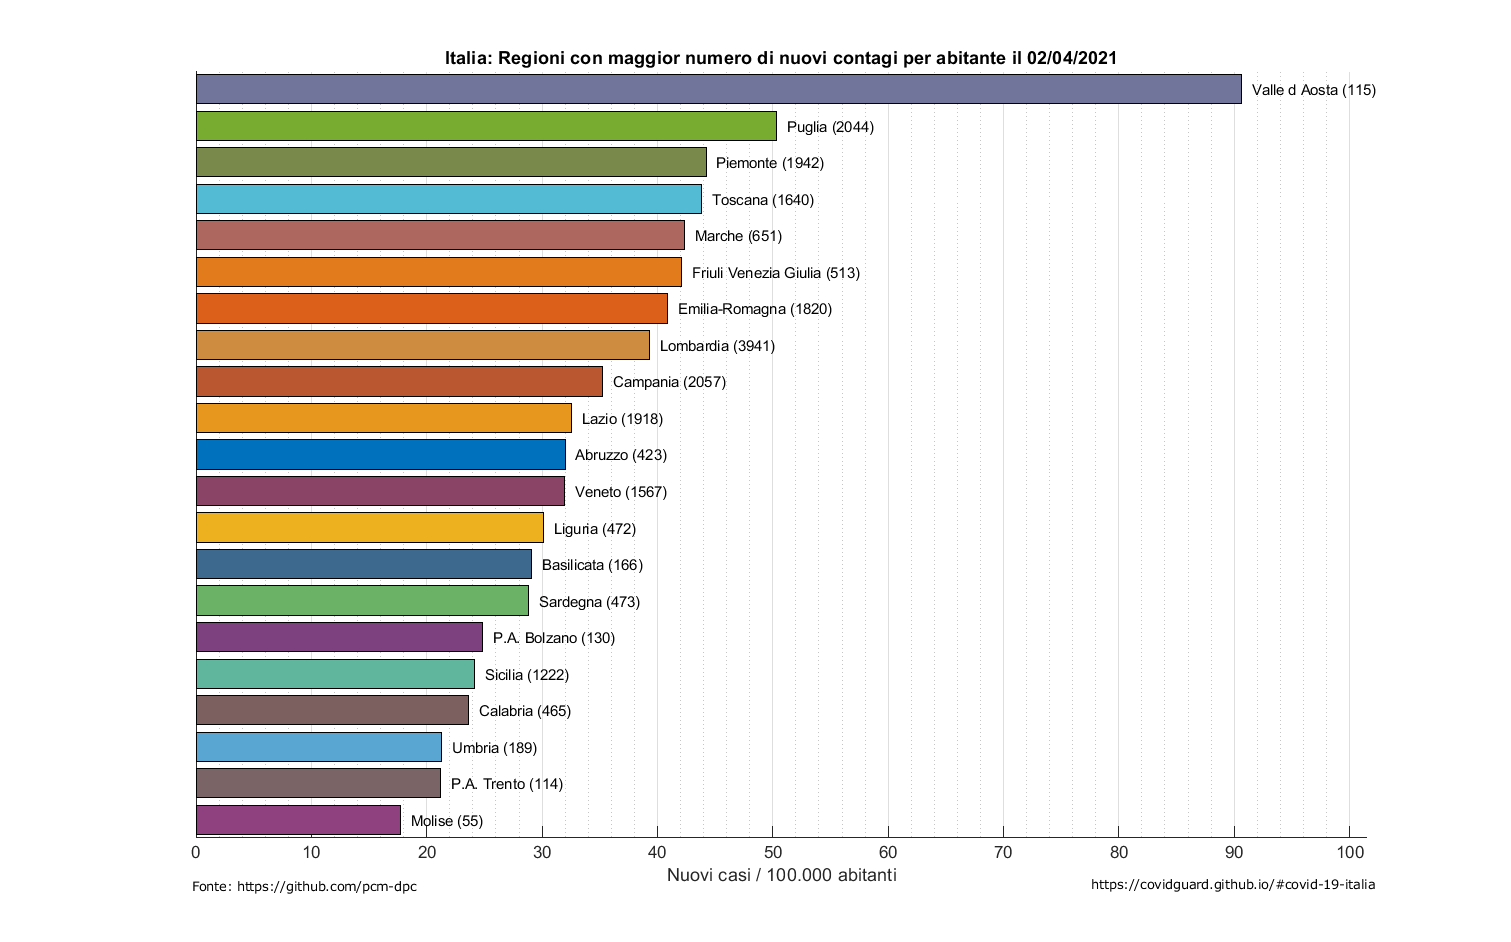 Italia: Regioni con maggior numero di nuovi contagi per abitante il 02/04/2021
Valle d Aosta (115)
Puglia (2044)
Piemonte (1942)
Toscana (1640)
Marche (651)
Friuli Venezia Giulia (513)
Emilia-Romagna (1820)
Lombardia (3941)
Campania (2057)
Lazio (1918)
Abruzzo (423)
Veneto (1567)
Liguria (472)
Basilicata (166)
Sardegna (473)
P.A. Bolzano (130)
Sicilia (1222)
Calabria (465)
Umbria (189)
P.A. Trento (114)
Molise (55)
0 10 20 30 40 50 60 70 80 90 100
Nuovi casi / 100.000 abitanti
Fonte: https://github.com/pcm-dpc
https://covidguard.github.io/#covid-19-italia